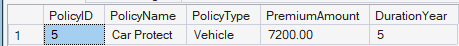 PolicyID PolicyName PolicyType PremiumAmount DurationYear
1 5 Car Protect Vehicle 7200.00 5